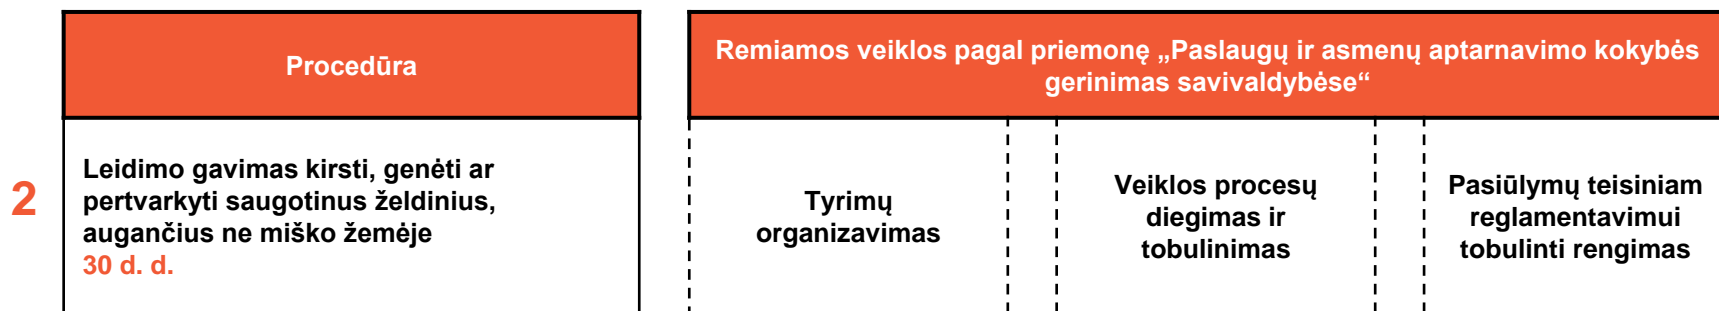 Procedūra
Remiamos veiklos pagal priemonę „Paslaugų ir asmenų aptarnavimo kokybės
gerinimas savivaldybėse“
2
Leidimo gavimas kirsti, genėti ar
pertvarkyti saugotinus želdinius,
augančius ne miško žemėje
30 d. d.
Tyrimų
organizavimas
Veiklos procesų
diegimas ir
tobulinimas
Pasiūlymų teisiniam
reglamentavimui
tobulinti rengimas